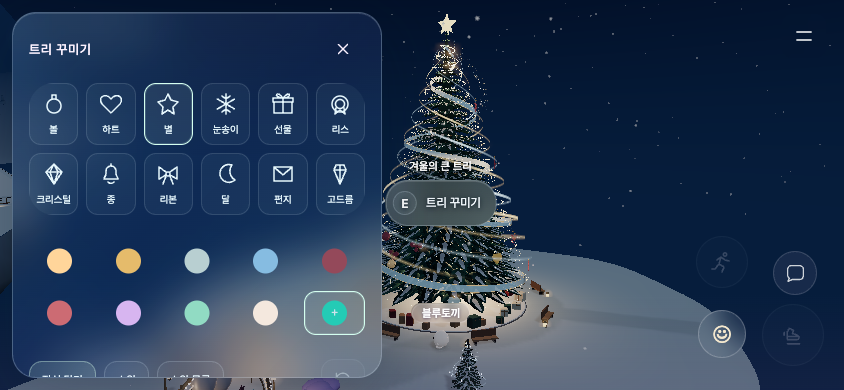 트리 꾸미기
볼
하트
별
눈송이
선물
리스
크리스털
종
리본
달
편지
고드름
+
겨울의 큰 트리
E 트리 꾸미기
블루토끼